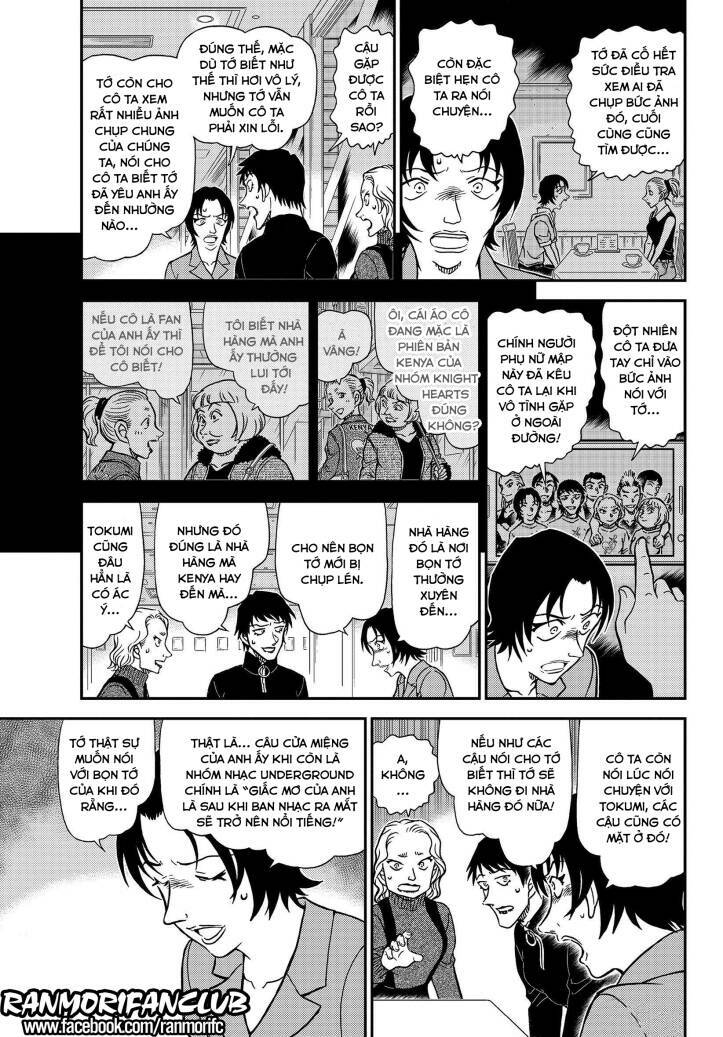 TỚ ĐÃ CỐ HẾT
SỨC ĐIỀU TRA
XEM AI ĐÃ
CHỤP BỨC ẢNH
ĐÓ, CUỐI
CÙNG CŨNG
TÌM ĐƯỢC...
CÒN ĐẶC
BIỆT HẸN CÔ
TA RA NÓI
CHUYỆN...
CẬU
GẶP
ĐƯỢC
CÔ TA
RỒI
SAO?
ĐÚNG THẾ, MẶC
DÙ TỚ BIẾT NHƯ
THẾ THÌ HƠI VÔ LÝ,
NHƯNG TỚ VẪN
MUỐN CÔ TA
PHẢI XIN LỖI.
TỚ CÒN CHO
CÔ TA XEM
RẤT NHIỀU ẢNH
CHỤP CHUNG
CỦA CHÚNG
TA, NÓI CHO
CÔ TA BIẾT TỚ
ĐÃ YÊU ANH ẤY
ĐẾN NHƯỜNG
NÀO...
ĐỘT NHIÊN
CÔ TA ĐƯA
TAY CHỈ VÀO
BỨC ẢNH
NÓI VỚI
TỚ...
CHÍNH NGƯỜI
PHỤ NỮ MẬP
NÀY ĐÃ KÊU
CÔ TA LẠI KHI
VÔ TÌNH GẶP
Ở NGOÀI
ĐƯỜNG!
ÔI, CÁI ÁO CÔ
ĐANG MẶC LÀ
PHIÊN BẢN
KENYA CỦA
NHÓM KNIGHT
HEARTS
ĐÚNG
KHÔNG?
À
VÂNG!
KENYA
TÔI BIẾT NHÀ
HÀNG MÀ ANH
ẤY THƯỜNG
LUI TỚI
ĐẤY!
NẾU CÔ LÀ FAN
CỦA ANH ẤY THÌ
ĐỂ TÔI NÓI CHO
CÔ BIẾT!
NHÀ HÀNG
ĐÓ LÀ NƠI
BỌN TỚ
THƯỜNG
XUYÊN
ĐẾN...
CHO NÊN BỌN
TỚ MỚI BỊ
CHỤP LÉN.
NHƯNG ĐÓ
ĐÚNG LÀ NHÀ
HÀNG MÀ
KENYA HAY
ĐẾN MÀ...
TOKUMI
CŨNG
ĐÂU
HẲN LÀ
CÓ ÁC
Ý...
CÔ TA CÒN
NÓI LÚC NÓI
CHUYỆN VỚI
TOKUMI, CÁC
CẬU CŨNG CÓ
MẶT Ở ĐÓ!
NẾU NHƯ CÁC
CẬU NÓI CHO TỚ
BIẾT THÌ TỚ SẼ
KHÔNG ĐI NHÀ
HÀNG ĐÓ NỮA!
A,
KHÔNG
...
THẬT LÀ... CÂU CỬA MIỆNG
CỦA ANH ẤY KHI CÒN LÀ
NHÓM NHẠC UNDERGROUND
CHÍNH LÀ "GIẤC MƠ CỦA ANH
LÀ SAU KHI BAN NHẠC RA MẮT
SẼ TRỞ NÊN NỔI TIẾNG!"
TỚ THẬT SỰ
MUỐN NÓI
VỚI BỌN TỚ
CỦA KHI ĐÓ
RẰNG...
RANMORIFANCLUB
www.facebook.com/ranmorifc